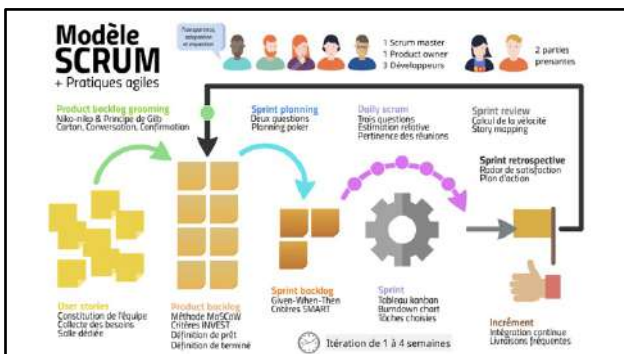 Modèle
SCRUM
+ Pratiques agiles
Transparence,
adaptation
et inspection
1 Scrum master
1 Product owner
3 Développeurs
2 parties
prenantes
Product backlog grooming
Niko-niko & Principe de Gilb
Carton, Conversation, Confirmation
Sprint planning
Deux questions
Planning poker
Daily scrum
Trois questions
Estimation relative
Pertinence des réunions
Sprint review
Calcul de la vélocité
Story mapping
Sprint retrospective
Radar de satisfaction
Plan d'action
User stories
Constitution de l'équipe
Collecte des besoins
Salle dédiée
Product backlog
Méthode MoSCoW
Critères INVEST
Définition de prêt
Définition de terminé
Sprint backlog
Given-When-Then
Critères SMART
Sprint
Tableau kanban
Burndown chart
Tâches choisies
Incrément
Intégration continue
Livraisons fréquentes
Itération de 1 à 4 semaines